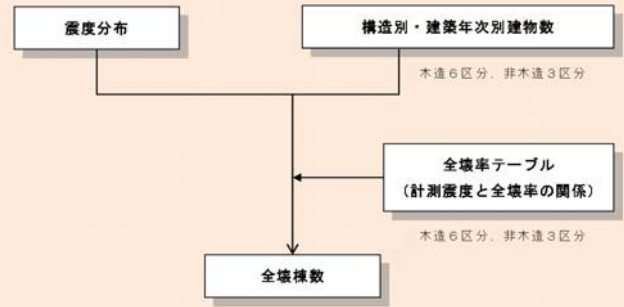 震度分布
構造別・建築年次別建物数
木造6区分、非木造3区分
全壊率テーブル
(計測震度と全壊率の関係)
木造6区分、非木造3区分
全壊棟数